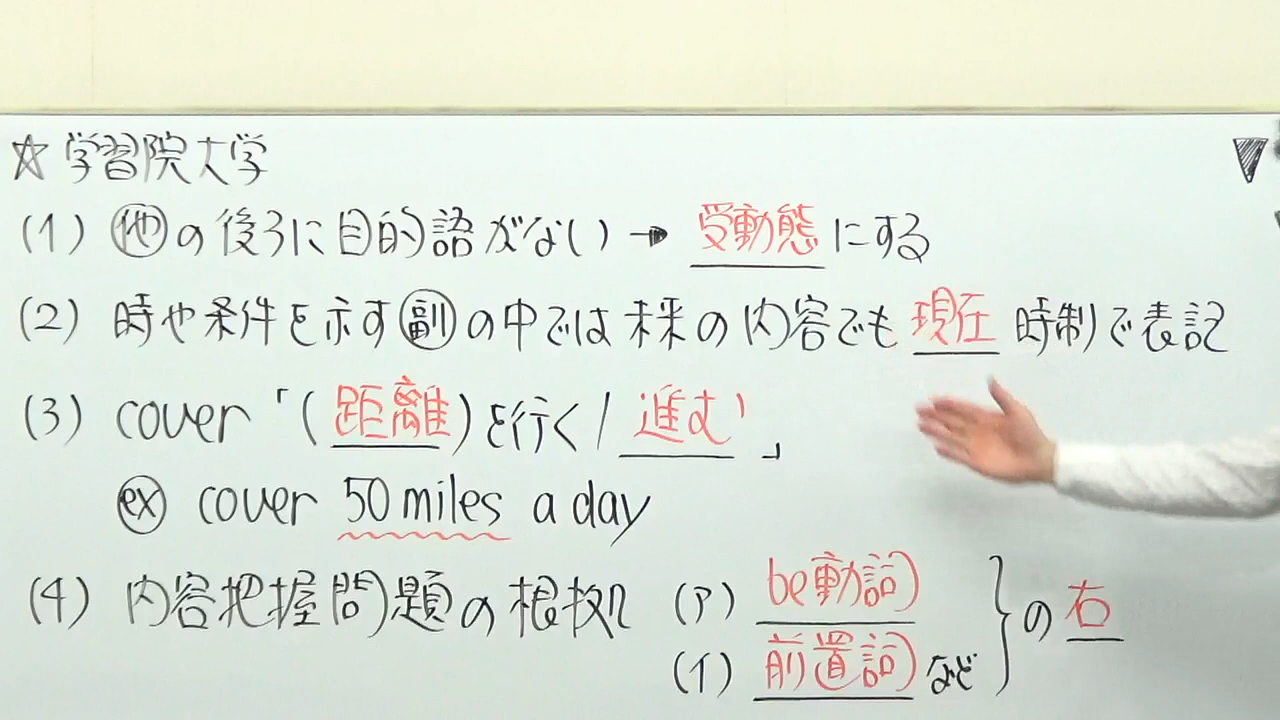 ☆ 学習院大学
(1) 他の後ろに目的語がない → 受動態にする
(2) 時や条件を示す副の中では未来の内容でも現在時制で表記
(3) cover 「(距離)を行く/進む」
ex cover 50 miles a day
(4) 内容把握問題の根拠 (ア) be動詞
(イ) 前置詞など } の右